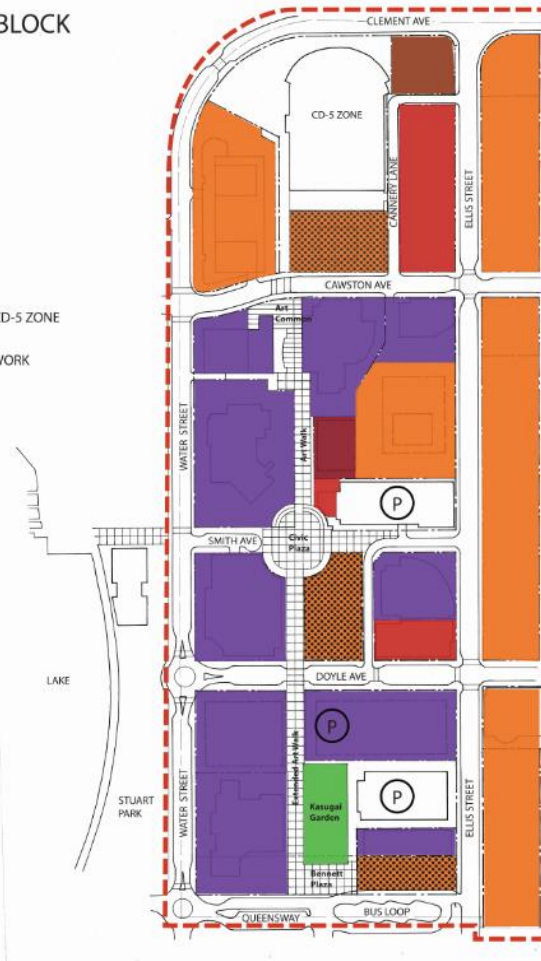 BLOCK
CLEMENT AVE
CD-5 ZONE
CANNERY LANE
ELLIS STREET
CAWSTON AVE
D-5 ZONE
Art
Common
WORK
WATER STREET
Art Walk
P
SMITH AVE
Civic
Plaza
LAKE
DOYLE AVE
P
Extended Art Walk
P
STUART
PARK
WATER STREET
Kasugai
Garden
ELLIS STREET
Bennett
Plaza
QUEENSWAY
BUS LOOP